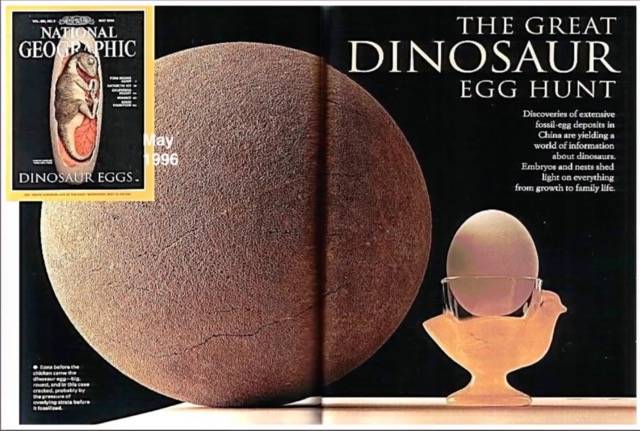 MAY 1996
NATIONAL
GEOGRAPHIC
DINOSAUR EGGS
May
1996
THE GREAT
DINOSAUR
EGG HUNT
Discoveries of extensive
fossil-egg deposits in
China are yielding a
world of information
about dinosaurs.
Embryos and nests shed
light on everything
from growth to family life.
Eons before the
chicken came the
dinosaur egg—big,
round, and in this case
cracked, probably by
the pressure of
overlying strata before
it fossilized.